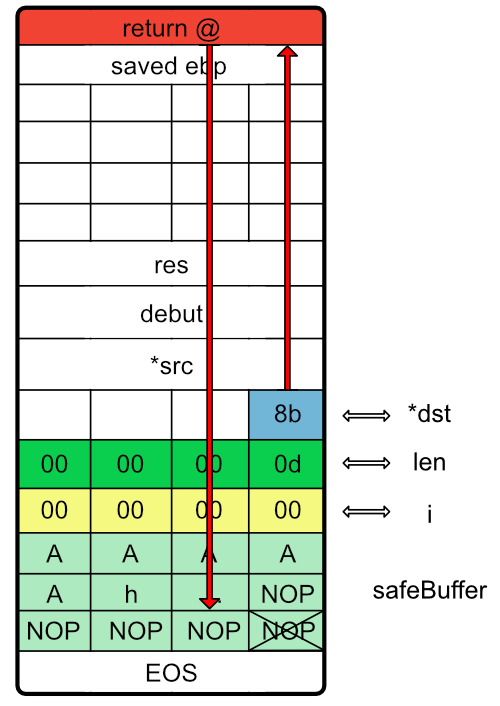 return @
saved ebp
res
debut
*src
8b *dst
00 00 00 0d len
00 00 00 00 i
A A A A
A h NOP safeBuffer
NOP NOP NOP NOP
EOS